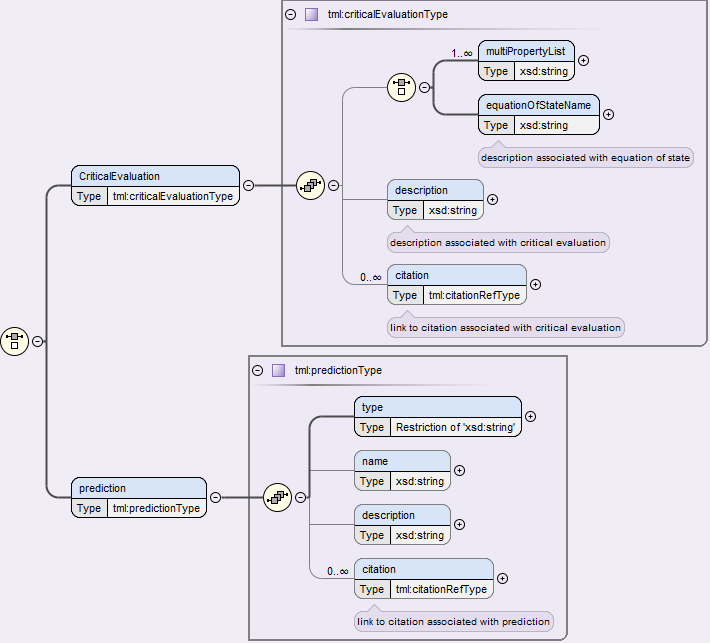 tml:criticalEvaluationType
1..∞
multiPropertyList
Type xsd:string
equationOfStateName
Type xsd:string
description associated with equation of state
CriticalEvaluation
Type tml:criticalEvaluationType
description
Type xsd:string
description associated with critical evaluation
0..∞
citation
Type tml:citationRefType
link to citation associated with critical evaluation
tml:predictionType
type
Type Restriction of 'xsd:string'
name
Type xsd:string
prediction
Type tml:predictionType
description
Type xsd:string
0..∞
citation
Type tml:citationRefType
link to citation associated with prediction